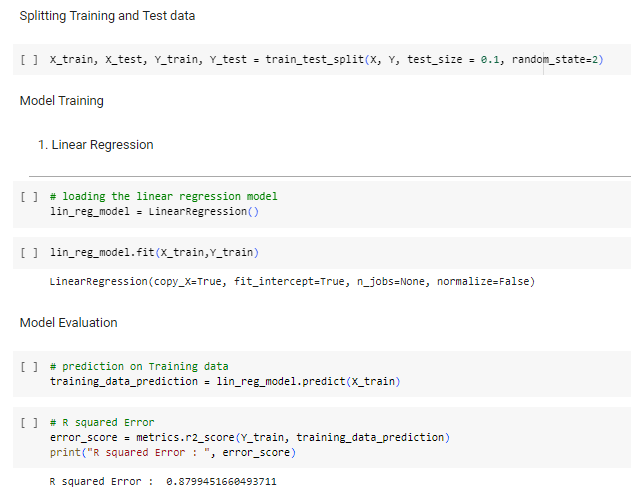 Splitting Training and Test data
[ ] X_train, X_test, Y_train, Y_test = train_test_split(X, Y, test_size = 0.1, random_state=2)
Model Training
1. Linear Regression
[ ] # loading the linear regression model
lin_reg_model = LinearRegression()
[ ] lin_reg_model.fit(X_train,Y_train)
LinearRegression(copy_X=True, fit_intercept=True, n_jobs=None, normalize=False)
Model Evaluation
[ ] # prediction on Training data
training_data_prediction = lin_reg_model.predict(X_train)
[ ] # R squared Error
error_score = metrics.r2_score(Y_train, training_data_prediction)
print("R squared Error : ", error_score)
R squared Error :  0.8799451660493711